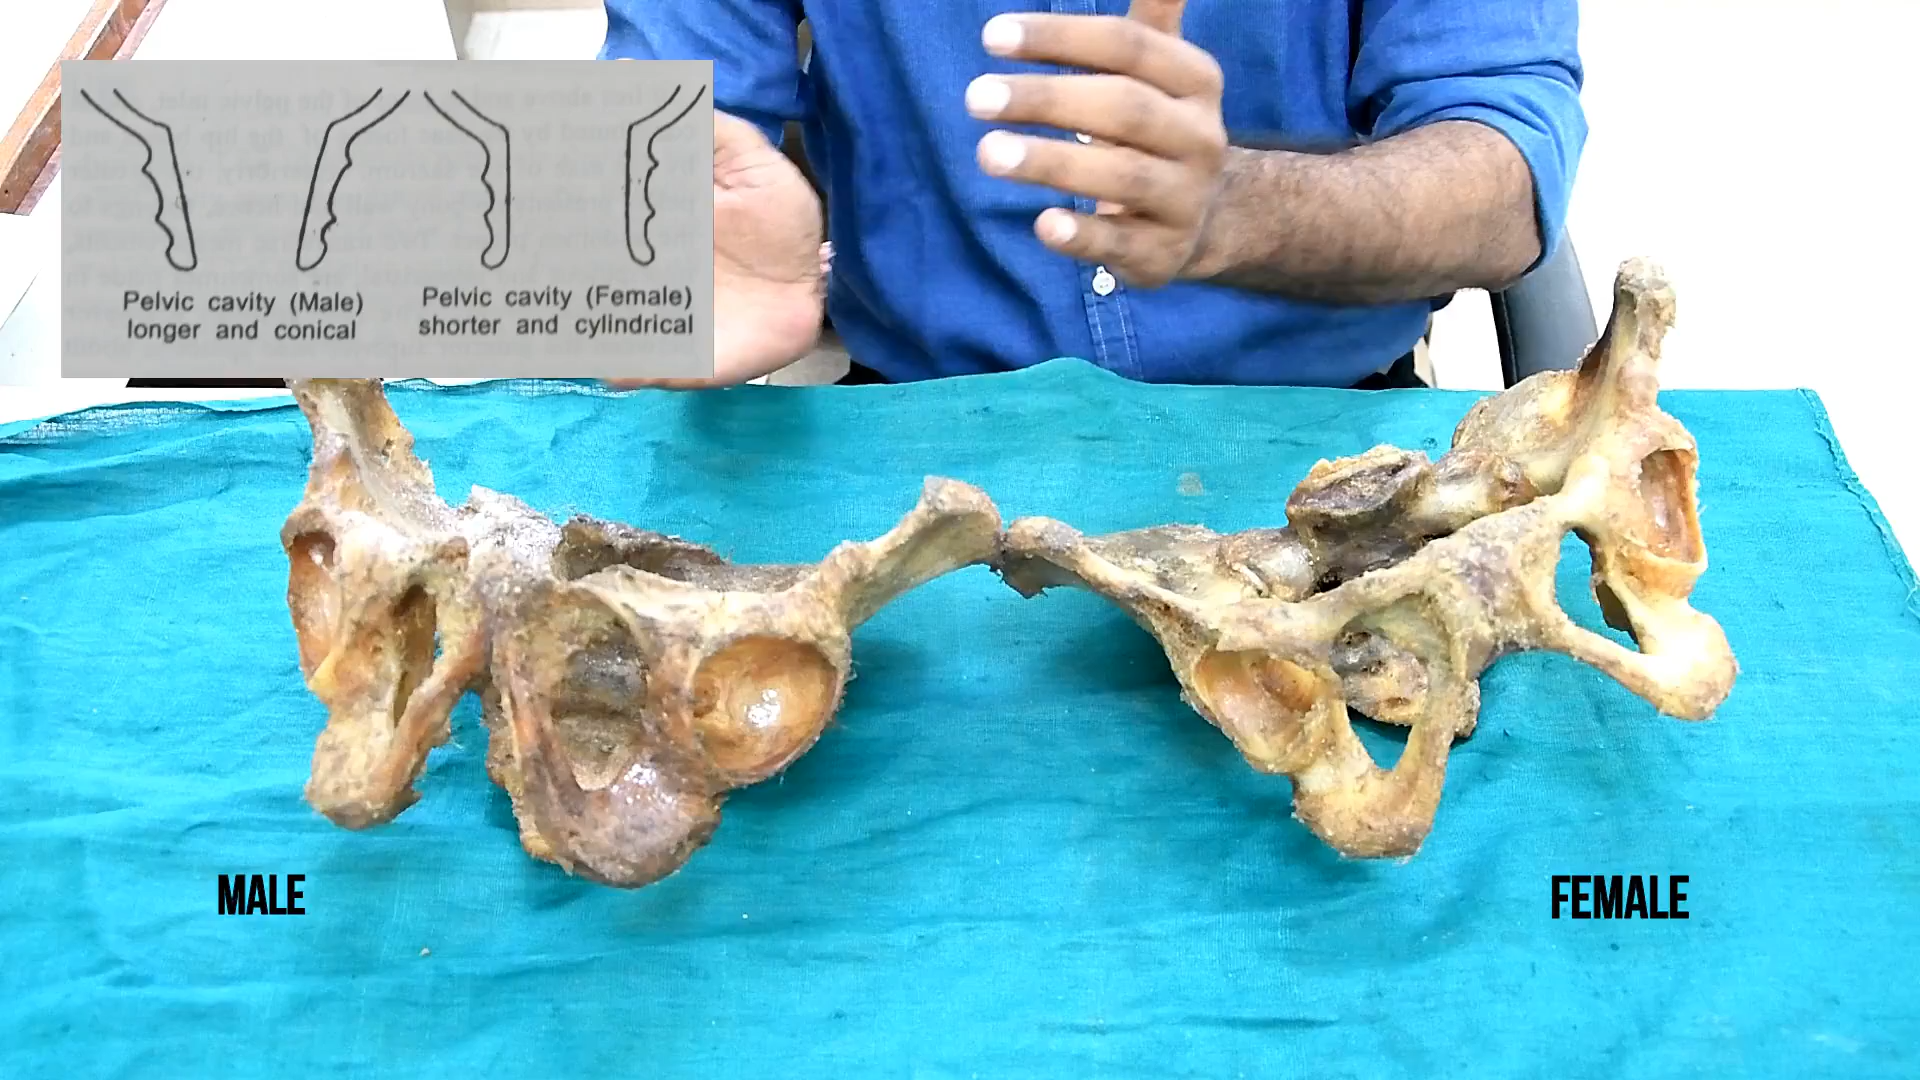 Pelvic cavity (Male)
longer and conical
Pelvic cavity (Female)
shorter and cylindrical
MALE
FEMALE